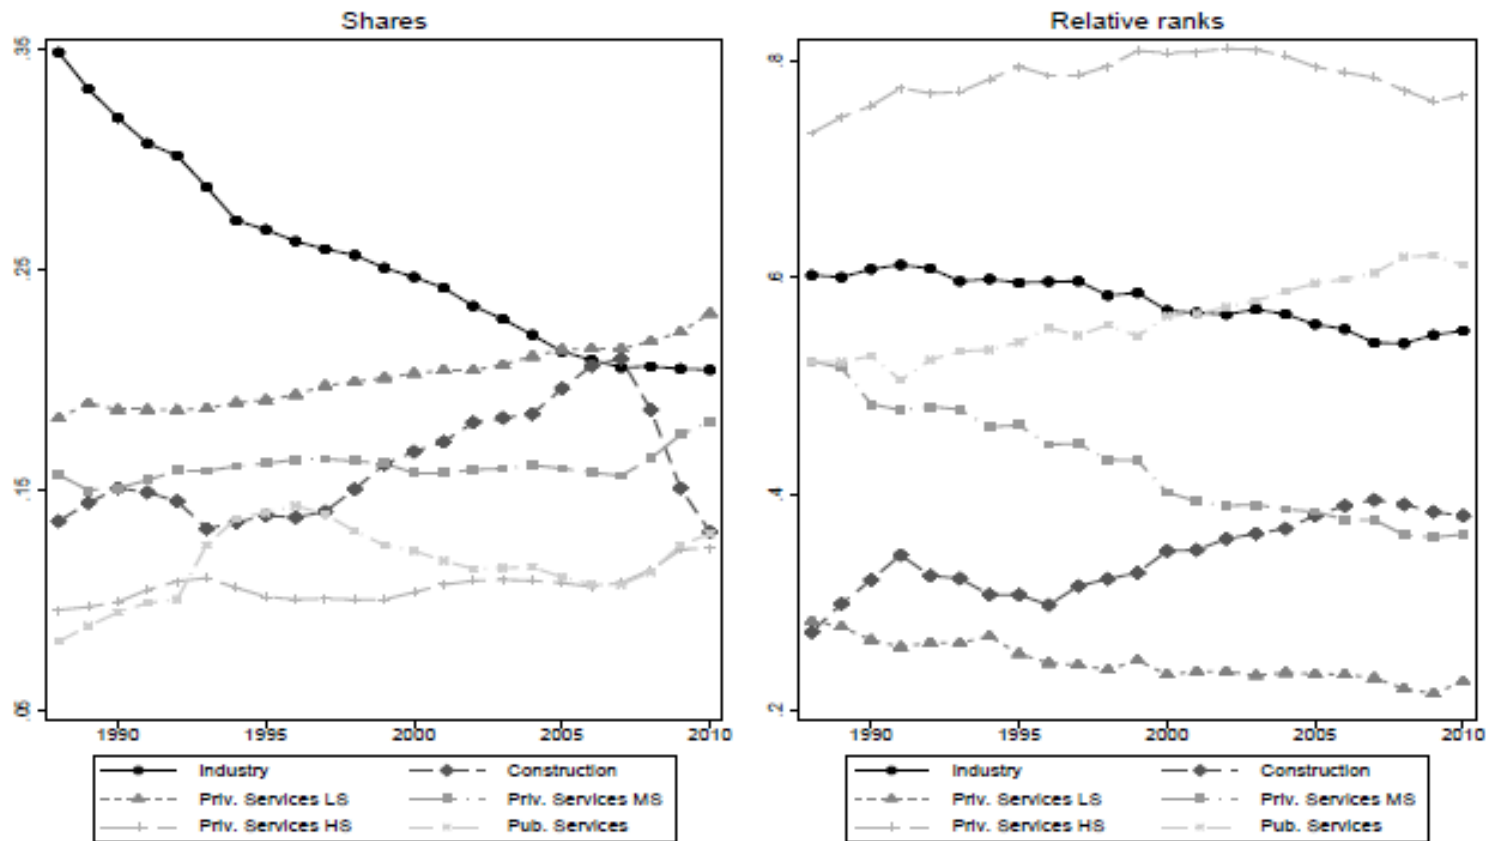 Shares
.35
.25
.15
.05
1990 1995 2000 2005 2010
Industry Construction
Priv. Services LS Priv. Services MS
Priv. Services HS Pub. Services
Relative ranks
.8
.6
.4
.2
1990 1995 2000 2005 2010
Industry Construction
Priv. Services LS Priv. Services MS
Priv. Services HS Pub. Services